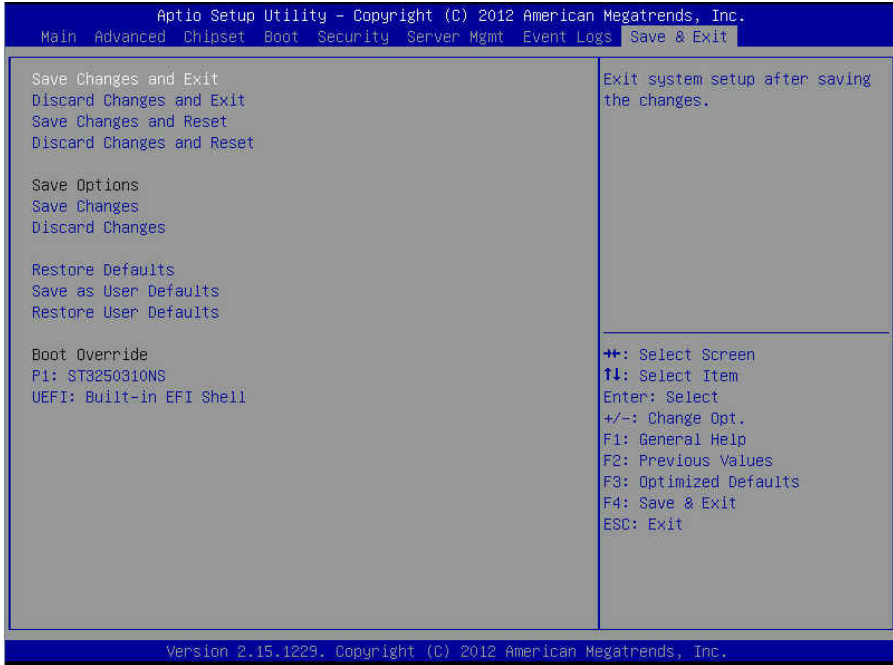 Aptio Setup Utility – Copyright (C) 2012 American Megatrends, Inc.
Main Advanced Chipset Boot Security Server Mgmt Event Logs Save & Exit
Save Changes and Exit
Discard Changes and Exit
Save Changes and Reset
Discard Changes and Reset
Save Options
Save Changes
Discard Changes
Restore Defaults
Save as User Defaults
Restore User Defaults
Boot Override
P1: ST3250310NS
UEFI: Built-in EFI Shell
Exit system setup after saving
the changes.
→←: Select Screen
↑↓: Select Item
Enter: Select
+/-: Change Opt.
F1: General Help
F2: Previous Values
F3: Optimized Defaults
F4: Save & Exit
ESC: Exit
Version 2.15.1229. Copyright (C) 2012 American Megatrends, Inc.